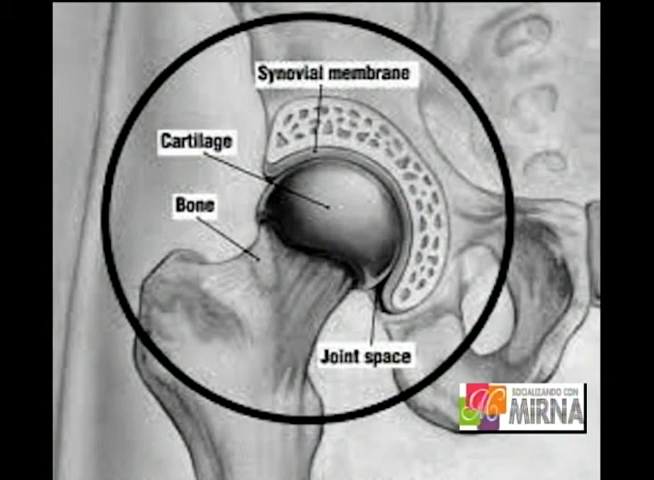 Synovial membrane
Cartilage
Bone
Joint space
SOCIALIZANDO CON
MIRNA